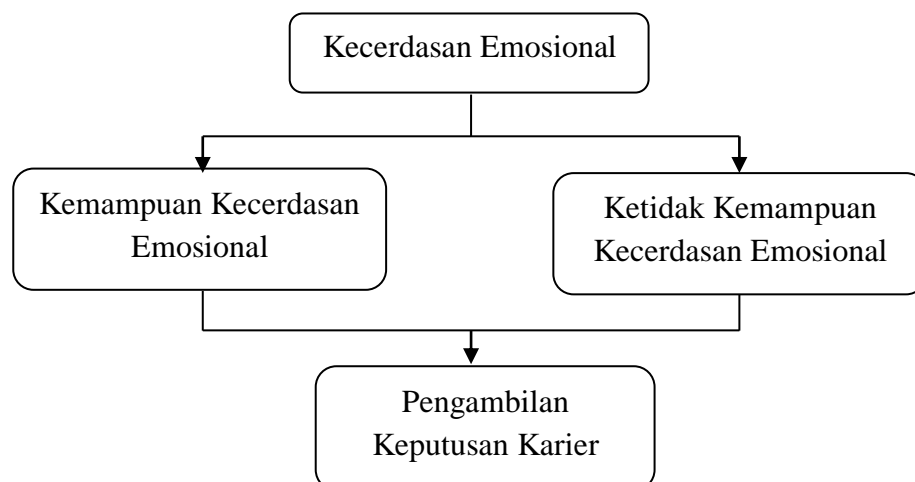 Kecerdasan Emosional
Kemampuan Kecerdasan
Emosional
Ketidak Kemampuan
Kecerdasan Emosional
Pengambilan
Keputusan Karier